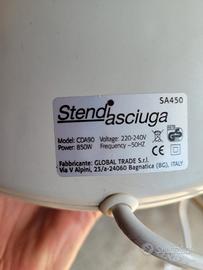 SA450
Stendiasciuga
Model: CDA90 Voltage: 220-240V
Power: 850W Frequency ~50HZ
Fabbricante: GLOBAL TRADE S.r.l.
Via V Alpini, 25/a-24060 Bagnatica (BG), ITALY